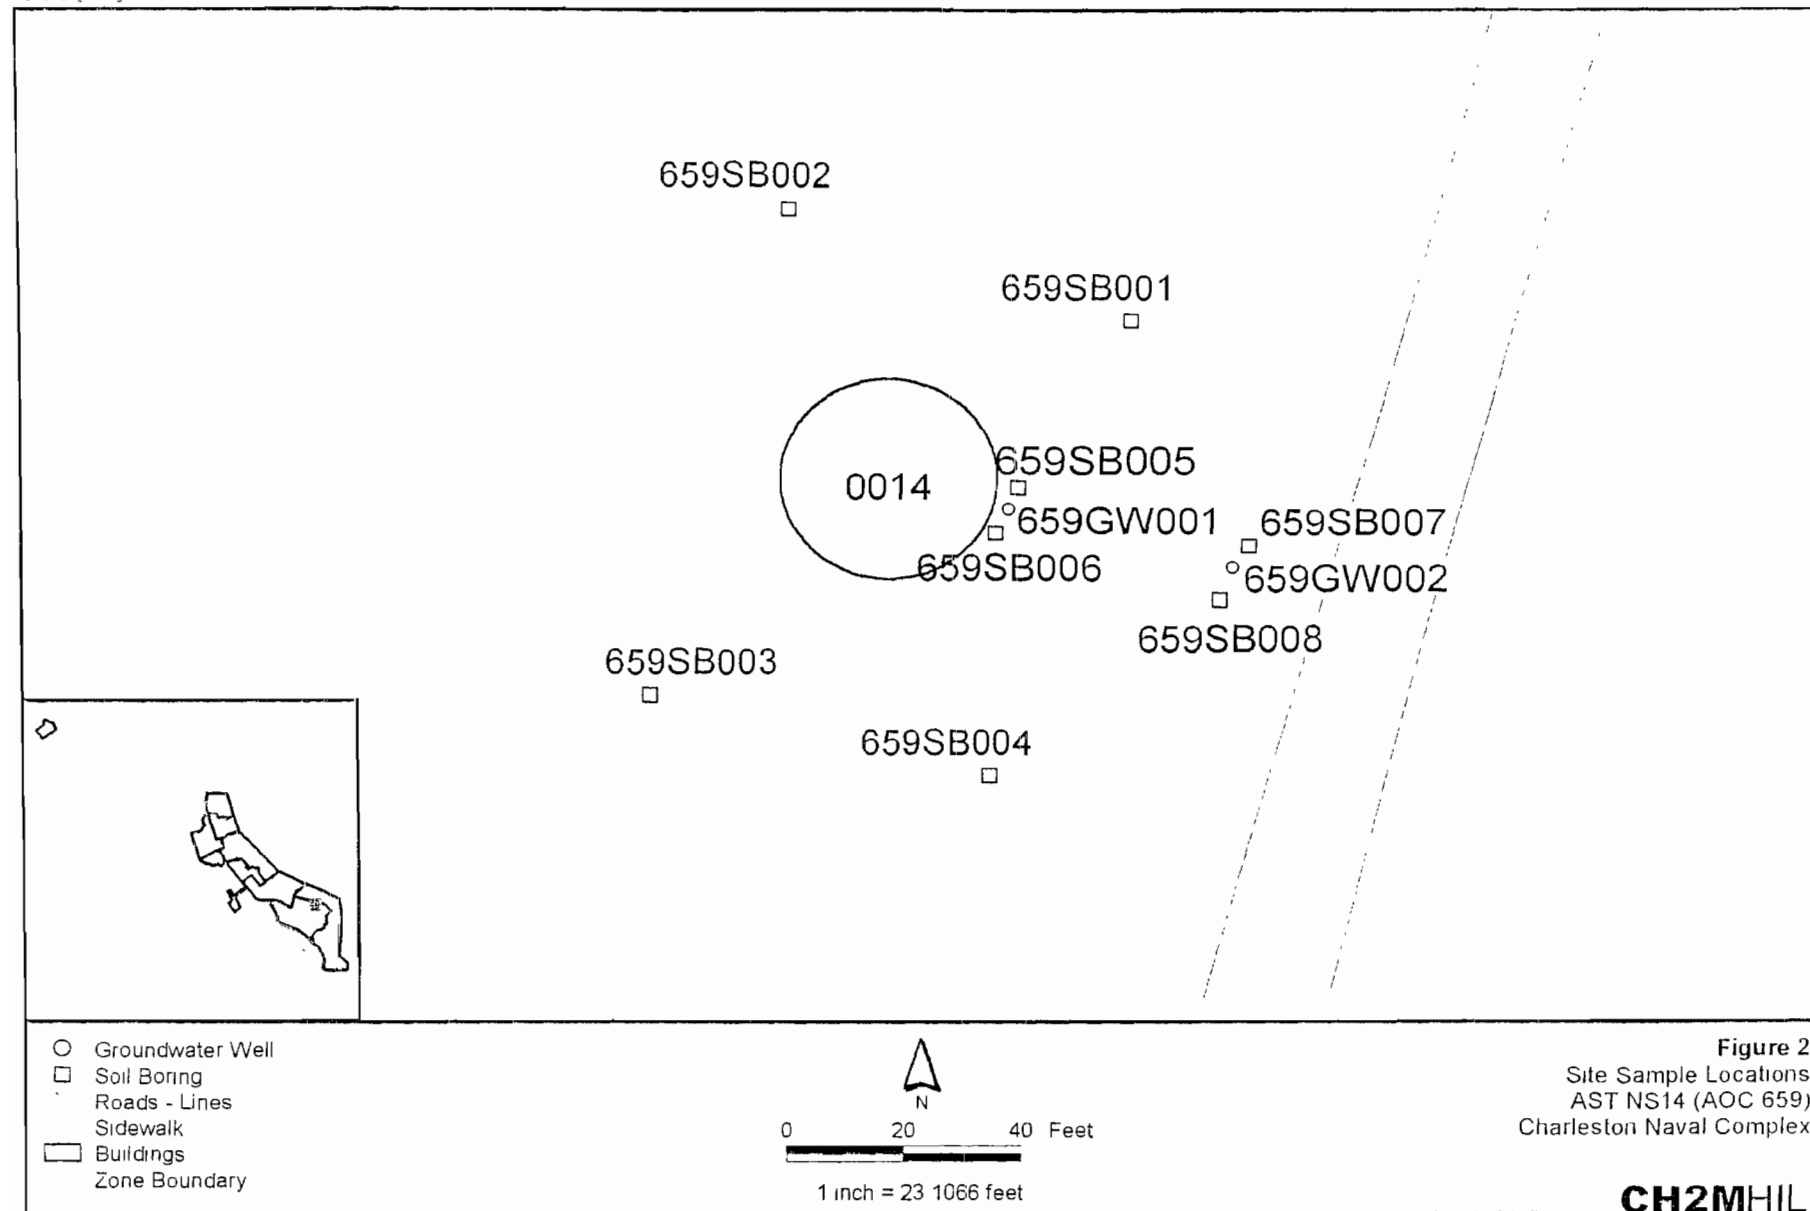 659SB002
659SB001
659SB005
0014
659GW001
659SB007
659SB006
659GW002
659SB008
659SB003
659SB004
Groundwater Well
Soil Boring
Roads - Lines
Sidewalk
Buildings
Zone Boundary
N
0 20 40 Feet
1 inch = 23 1066 feet
Figure 2
Site Sample Locations
AST NS14 (AOC 659)
Charleston Naval Complex
CH2MHIL